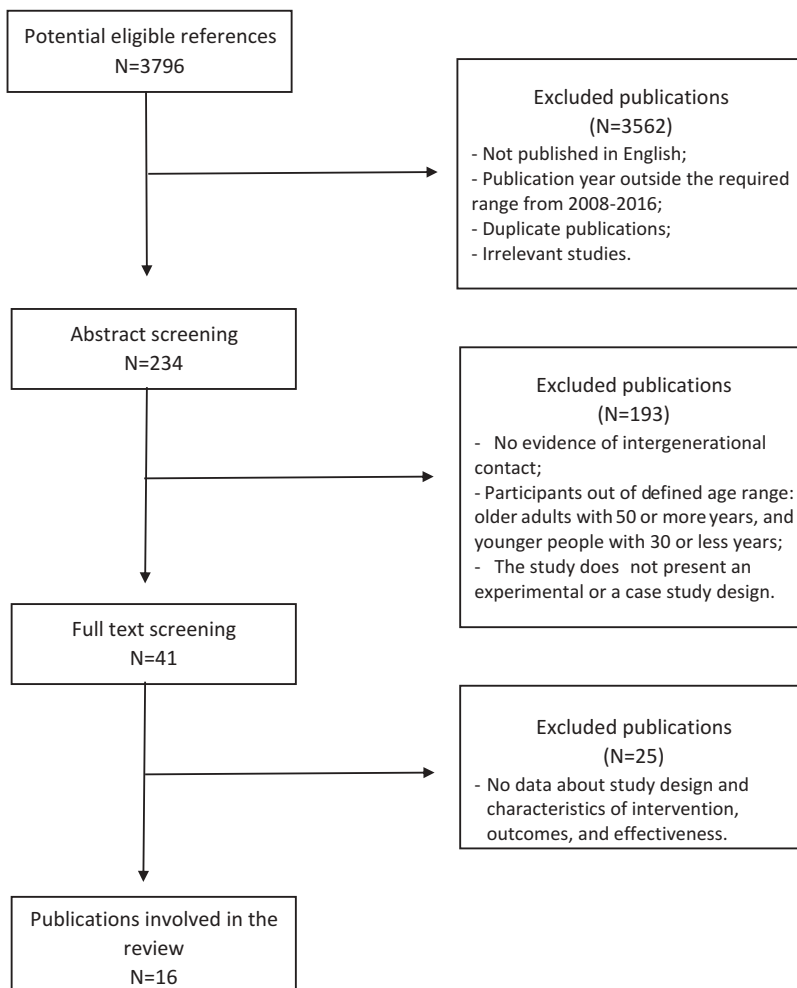 Potential eligible references
N=3796
Excluded publications
(N=3562)
- Not published in English;
- Publication year outside the required
range from 2008-2016;
- Duplicate publications;
- Irrelevant studies.
Abstract screening
N=234
Excluded publications
(N=193)
- No evidence of intergenerational
contact;
- Participants out of defined age range:
older adults with 50 or more years, and
younger people with 30 or less years;
- The study does not present an
experimental or a case study design.
Full text screening
N=41
Excluded publications
(N=25)
- No data about study design and
characteristics of intervention,
outcomes, and effectiveness.
Publications involved in the
review
N=16